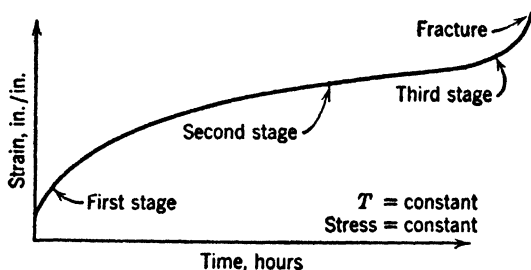 Fracture
Strain, in./in.
Third stage
Second stage
First stage
T = constant
Stress = constant
Time, hours